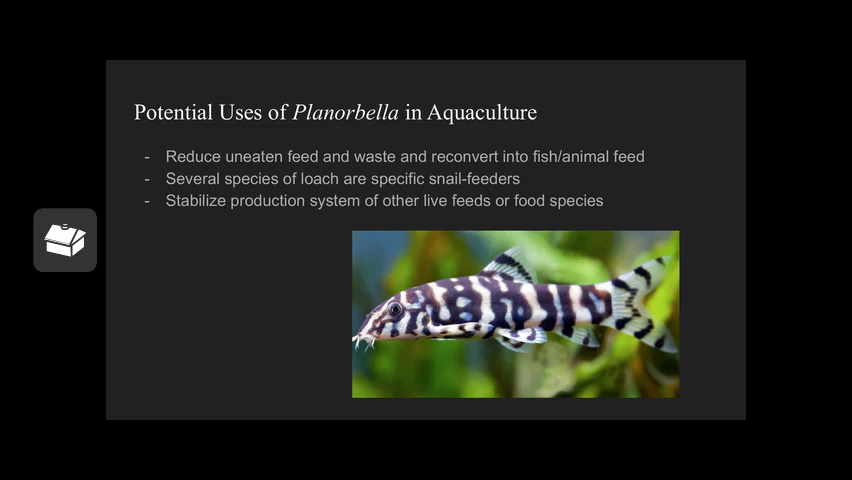 Potential Uses of Planorbella in Aquaculture
- Reduce uneaten feed and waste and reconvert into fish/animal feed
- Several species of loach are specific snail-feeders
- Stabilize production system of other live feeds or food species